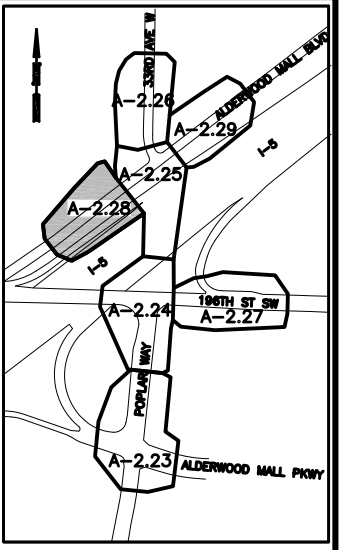 33RD AVE W
A-2.26
ALDERWOOD MALL BLVD
A-2.29
I-5
A-2.25
A-2.28
I-5
196TH ST SW
A-2.27
A-2.24
POPLAR WAY
A-2.23
ALDERWOOD MALL PKWY